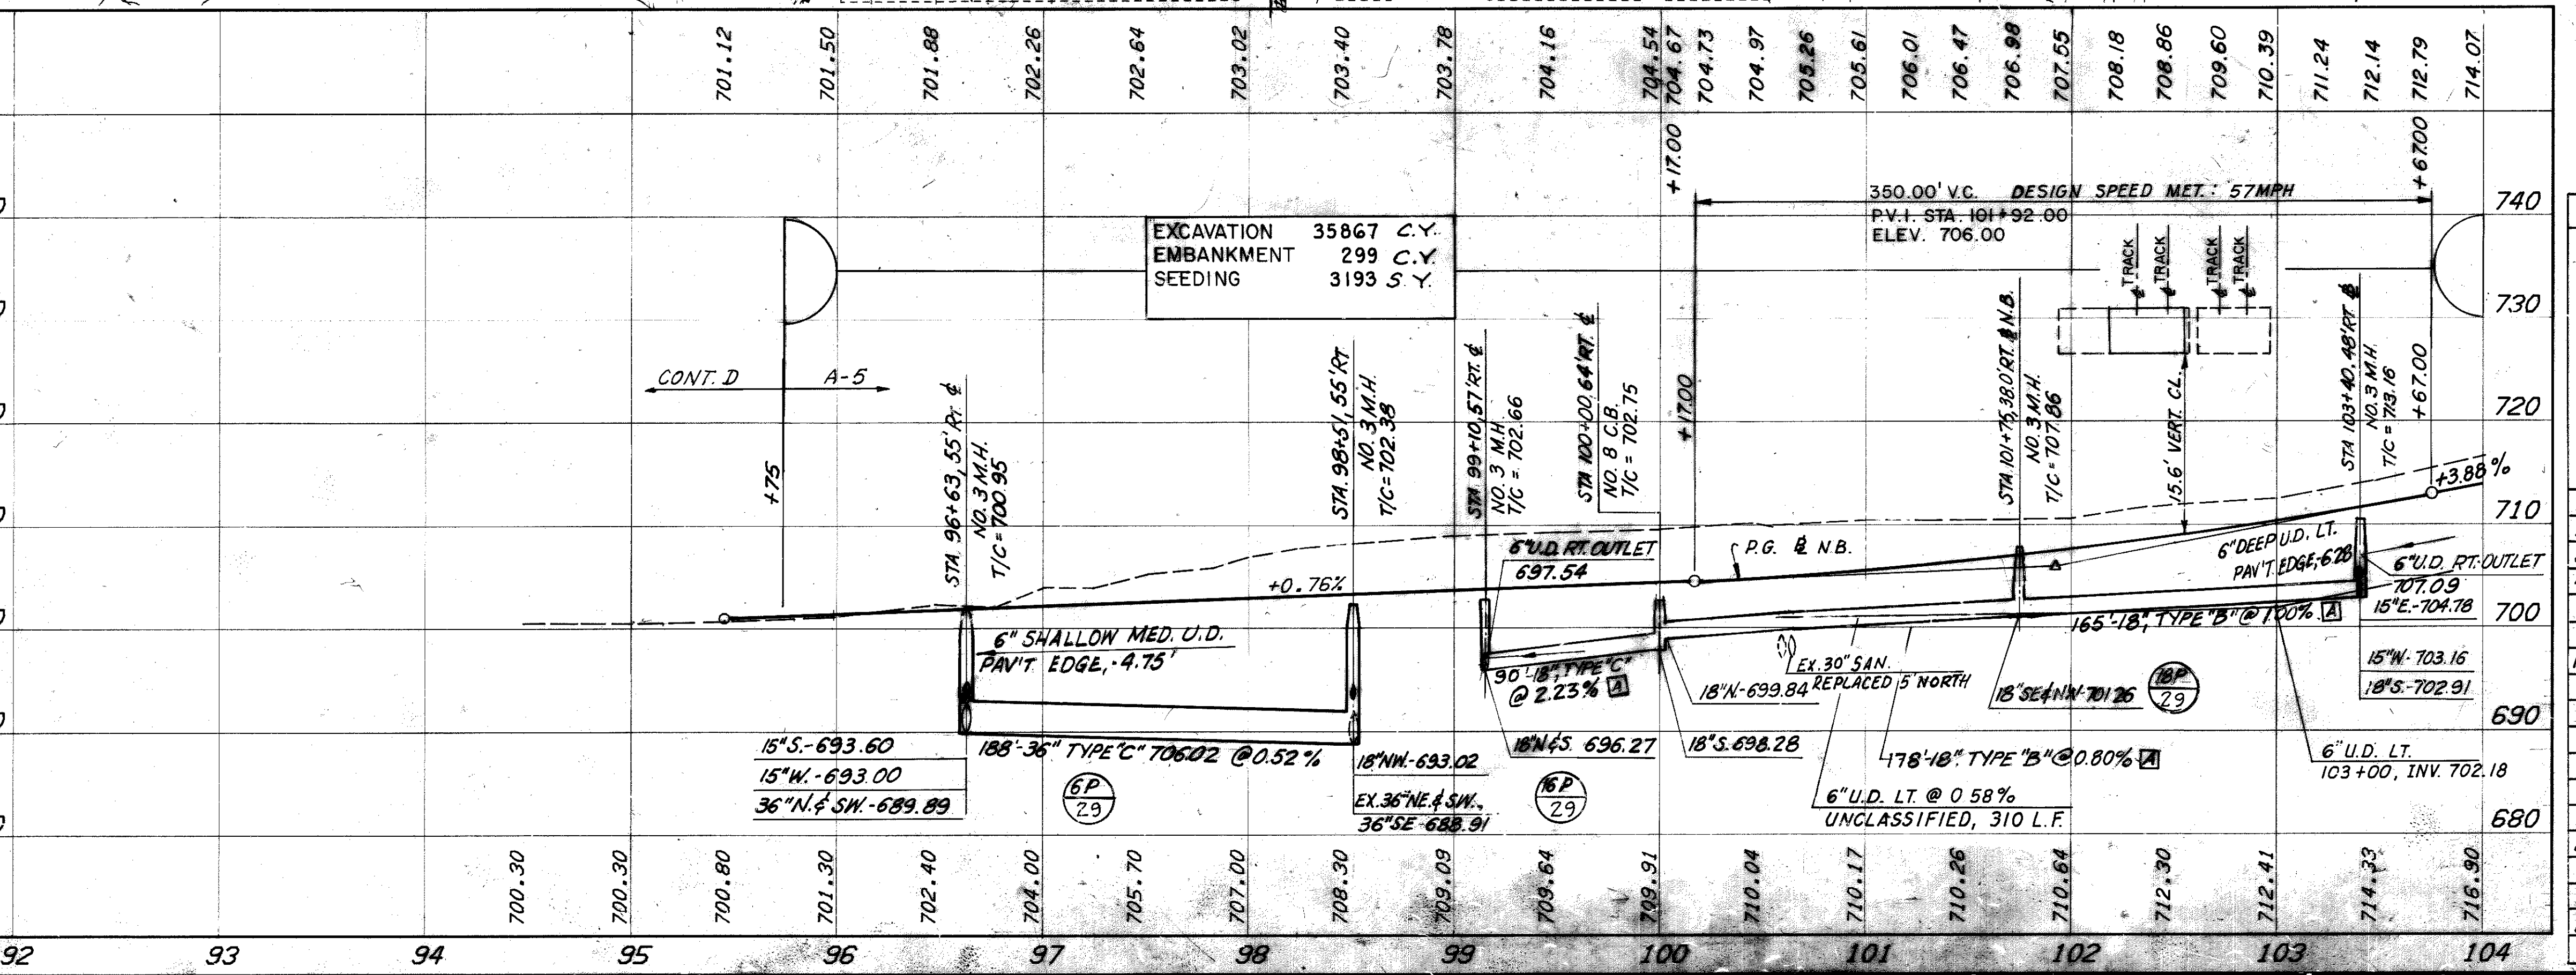 701.12
701.50
701.88
702.26
702.64
703.02
703.40
703.78
704.16
704.54
704.67
704.73
704.97
705.26
705.61
706.01
706.47
706.98
707.55
708.18
708.86
709.60
710.39
711.24
712.14
712.79
714.07
+17.00
+67.00
350.00' V.C. DESIGN SPEED MET.: 57MPH
P.V.I. STA. 101+92.00
ELEV. 706.00
740
730
720
710
700
690
680
EXCAVATION 35867 C.Y.
EMBANKMENT 299 C.Y.
SEEDING 3193 S.Y.
℄ TRACK
℄ TRACK
℄ TRACK
℄ TRACK
CONT. D
A-5
+75
STA 96+63, 55' RT. ℄
NO. 3 M.H.
T/C = 700.95
STA. 98+51, 55' RT
NO. 3 M.H.
T/C = 702.38
STA 99+10, 57' RT. ℄
NO. 3 M.H.
T/C = 702.66
STA 100+00, 64' RT. ℄
NO. 8 C.B.
T/C = 702.75
+17.00
STA 101+75, 38.0' RT. N.B.
NO. 3 M.H.
T/C = 707.86
15.6' VERT. CL.
STA 103+40, 48' RT
NO. 3 M.H.
T/C = 713.16
+67.00
+3.88%
+0.76%
6" U.D. RT. OUTLET
697.54
P.G. N.B.
6" DEEP U.D. LT.
PAV'T. EDGE, -6.28
6" U.D. RT. OUTLET
707.09
15" E.-704.78
6" SHALLOW MED. U.D.
PAV'T EDGE, -4.75'
165'-18", TYPE "B" @ 1.00% A
90'-18", TYPE "C"
@ 2.23% A
EX. 30" SAN.
REPLACED 5' NORTH
18" N-699.84
18" SE & NW-701.26
18P
29
15" W-703.16
18" S.-702.91
15" S.-693.60
15" W.-693.00
36" N. & SW.-689.89
188'-36" TYPE "C" 706.02 @ 0.52%
6P
29
18" NW.-693.02
EX. 36" NE. & SW.,
36" SE-688.91
18" N & S. 696.27
16P
29
18" S.-698.28
178'-18" TYPE "B" @ 0.80% A
6" U.D. LT. @ 0.58%
UNCLASSIFIED, 310 L.F.
6" U.D. LT.
103+00, INV. 702.18
700.30
700.30
700.80
701.30
702.40
704.00
705.70
707.00
708.30
709.09
709.64
709.91
710.04
710.17
710.26
710.64
712.30
712.41
714.33
716.90
92
93
94
95
96
97
98
99
100
101
102
103
104